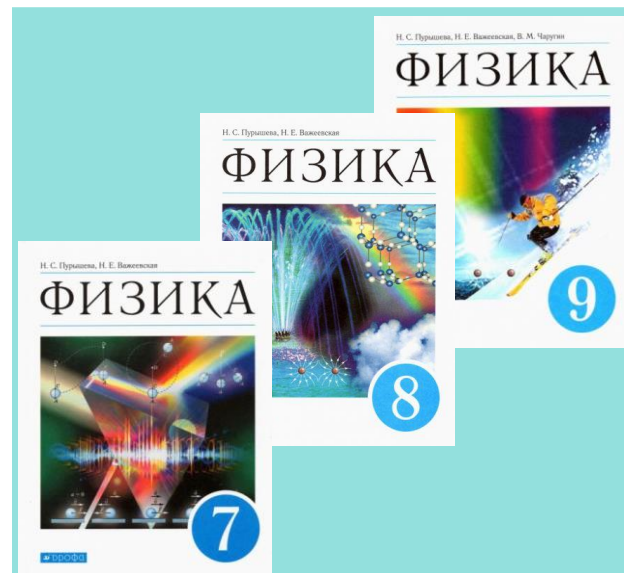 Н. С. Пурышева, Н. Е. Важеевская, В. М. Чаругин
ФИЗИКА
9
Н. С. Пурышева, Н. Е. Важеевская
ФИЗИКА
8
Н. С. Пурышева, Н. Е. Важеевская
ФИЗИКА
7
дрофа